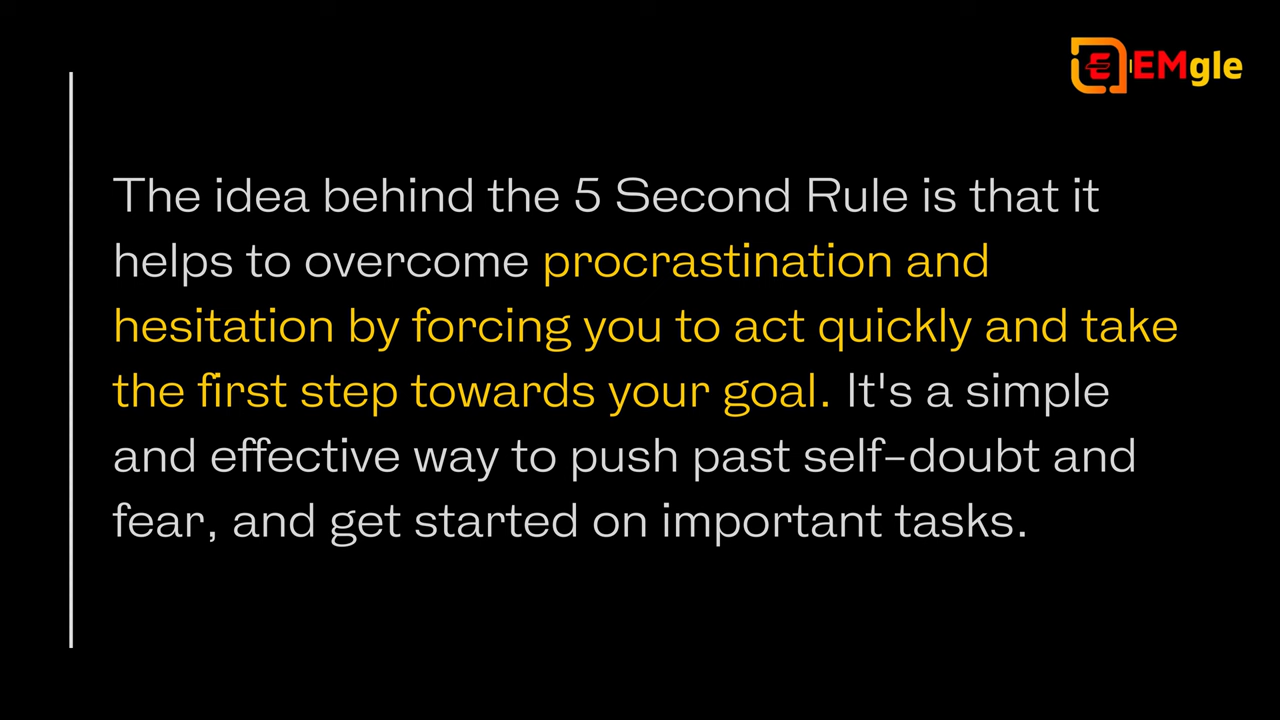 EMgle
The idea behind the 5 Second Rule is that it
helps to overcome procrastination and
hesitation by forcing you to act quickly and take
the first step towards your goal. It's a simple
and effective way to push past self-doubt and
fear, and get started on important tasks.